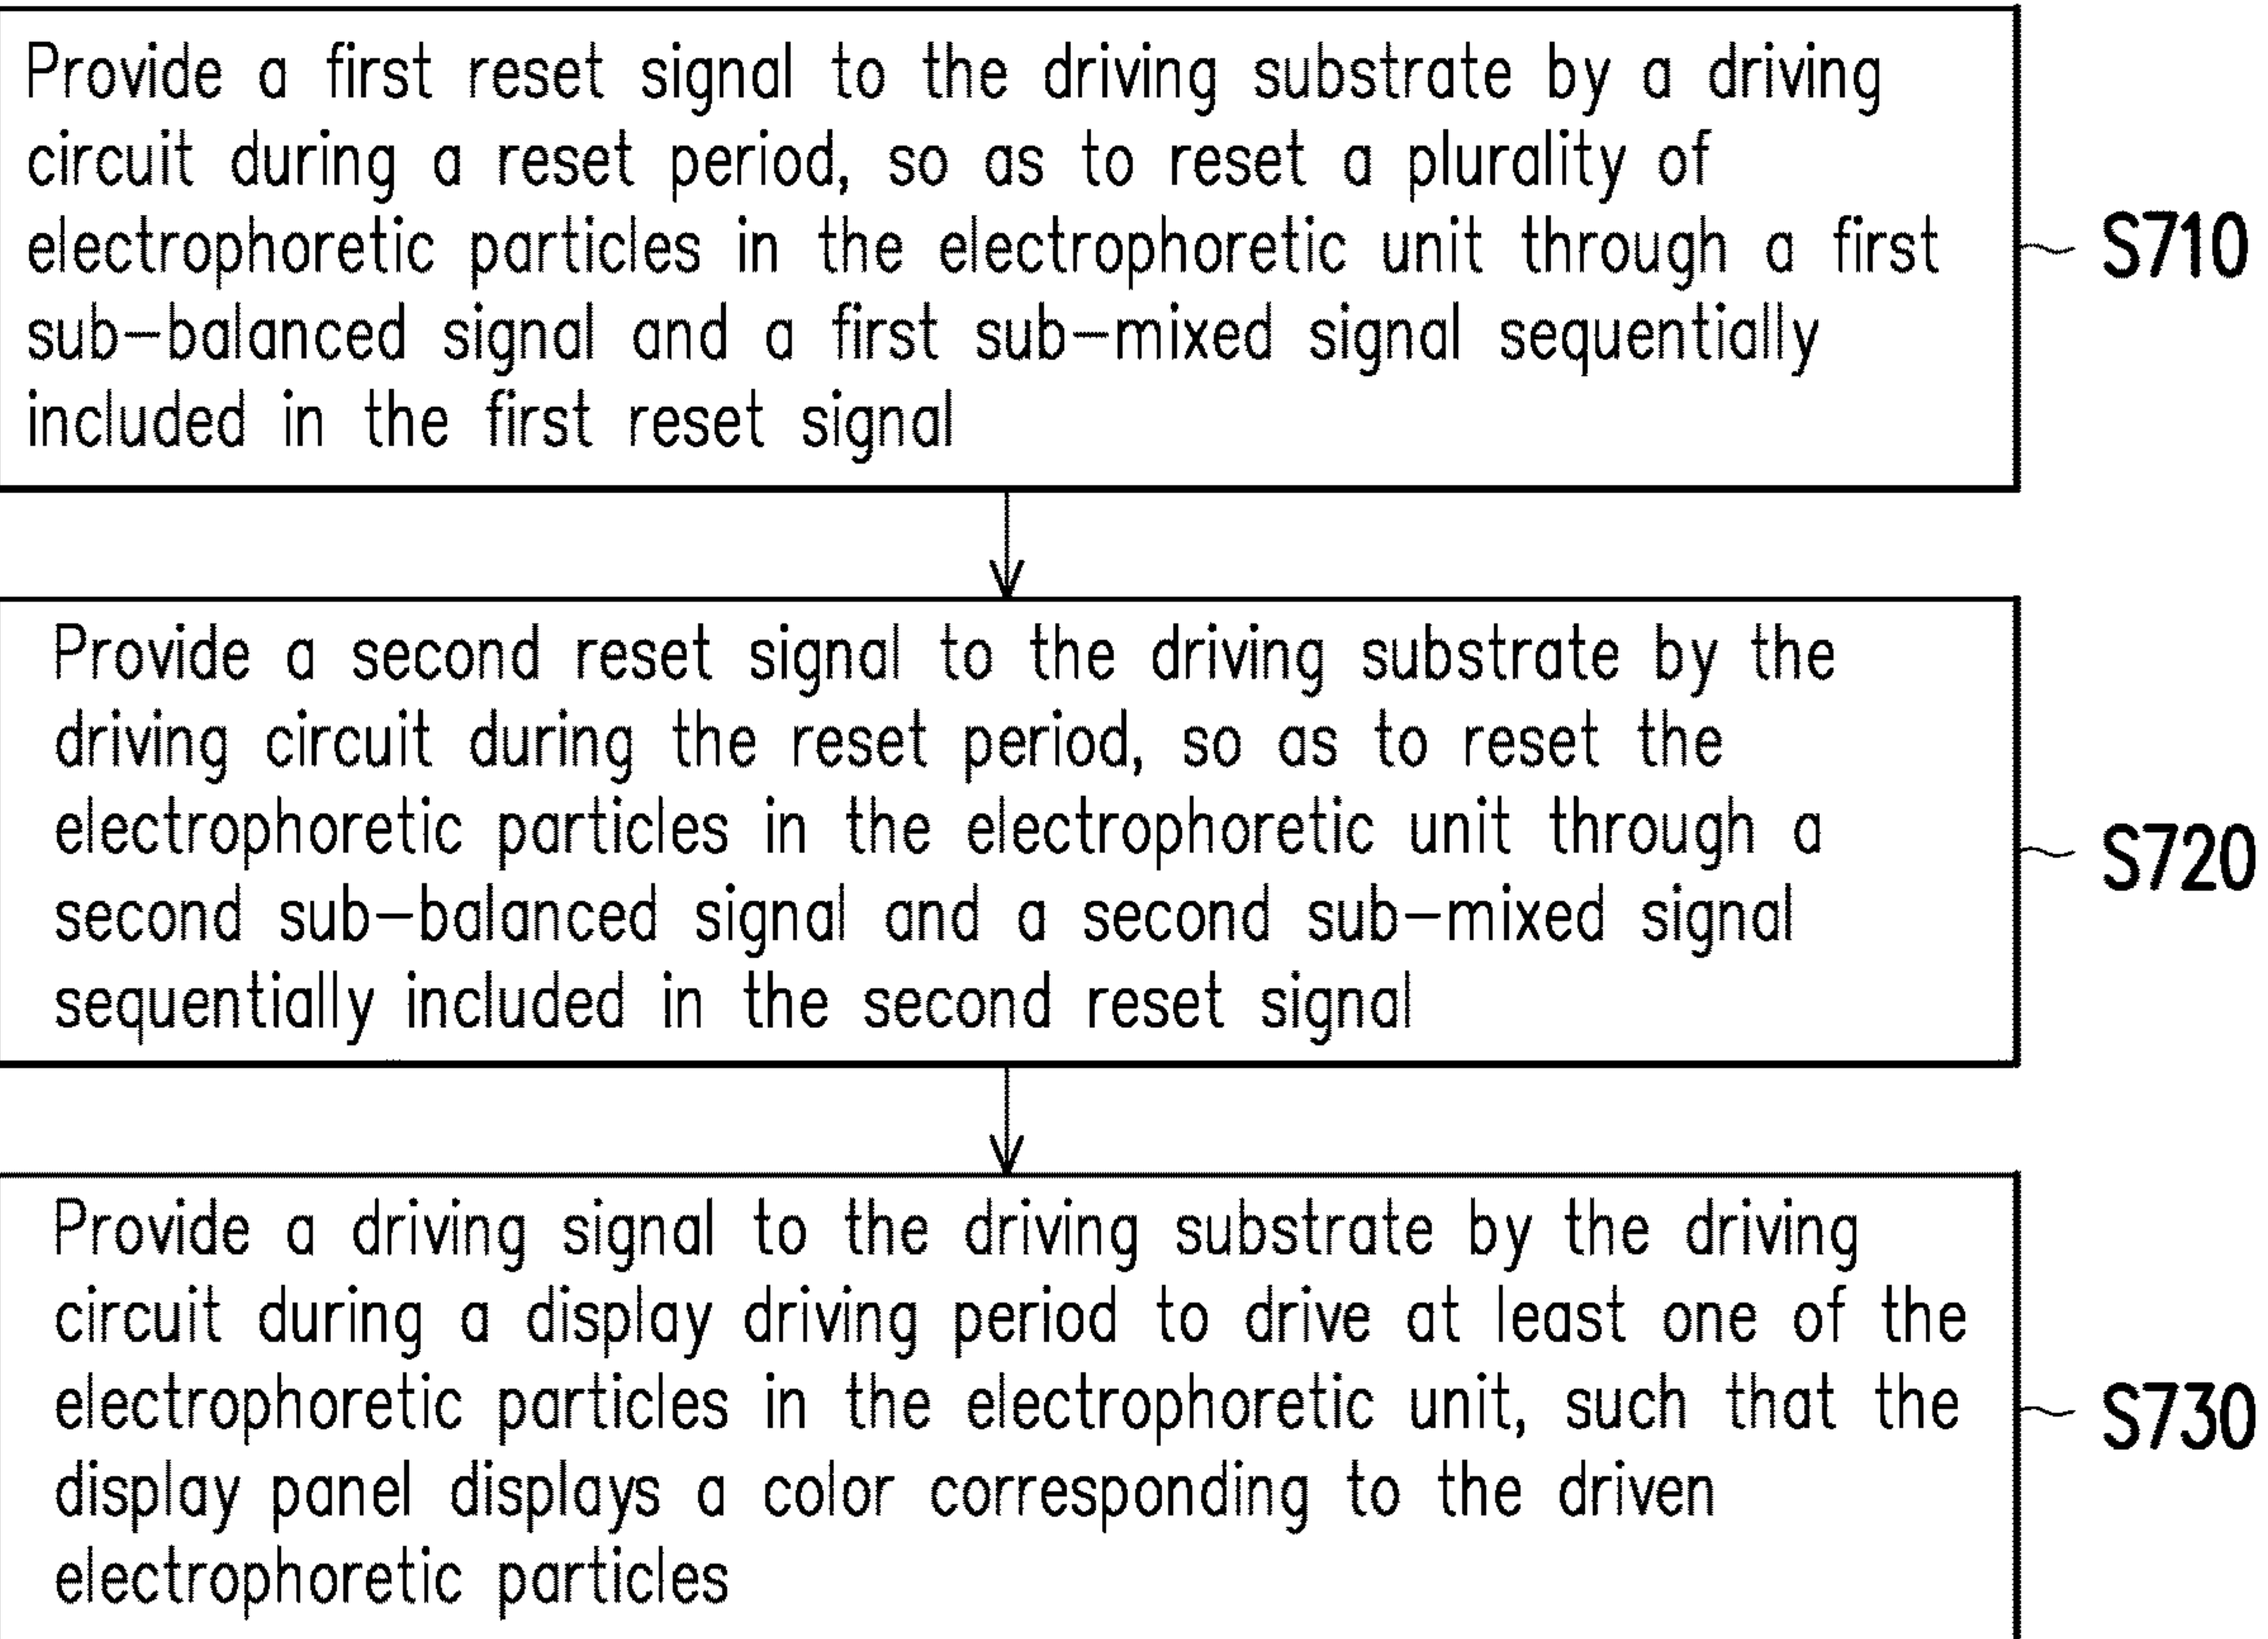 Provide a first reset signal to the driving substrate by a driving
circuit during a reset period, so as to reset a plurality of
electrophoretic particles in the electrophoretic unit through a first
sub-balanced signal and a first sub-mixed signal sequentially
included in the first reset signal
S710
Provide a second reset signal to the driving substrate by the
driving circuit during the reset period, so as to reset the
electrophoretic particles in the electrophoretic unit through a
second sub-balanced signal and a second sub-mixed signal
sequentially included in the second reset signal
S720
Provide a driving signal to the driving substrate by the driving
circuit during a display driving period to drive at least one of the
electrophoretic particles in the electrophoretic unit, such that the
display panel displays a color corresponding to the driven
electrophoretic particles
S730